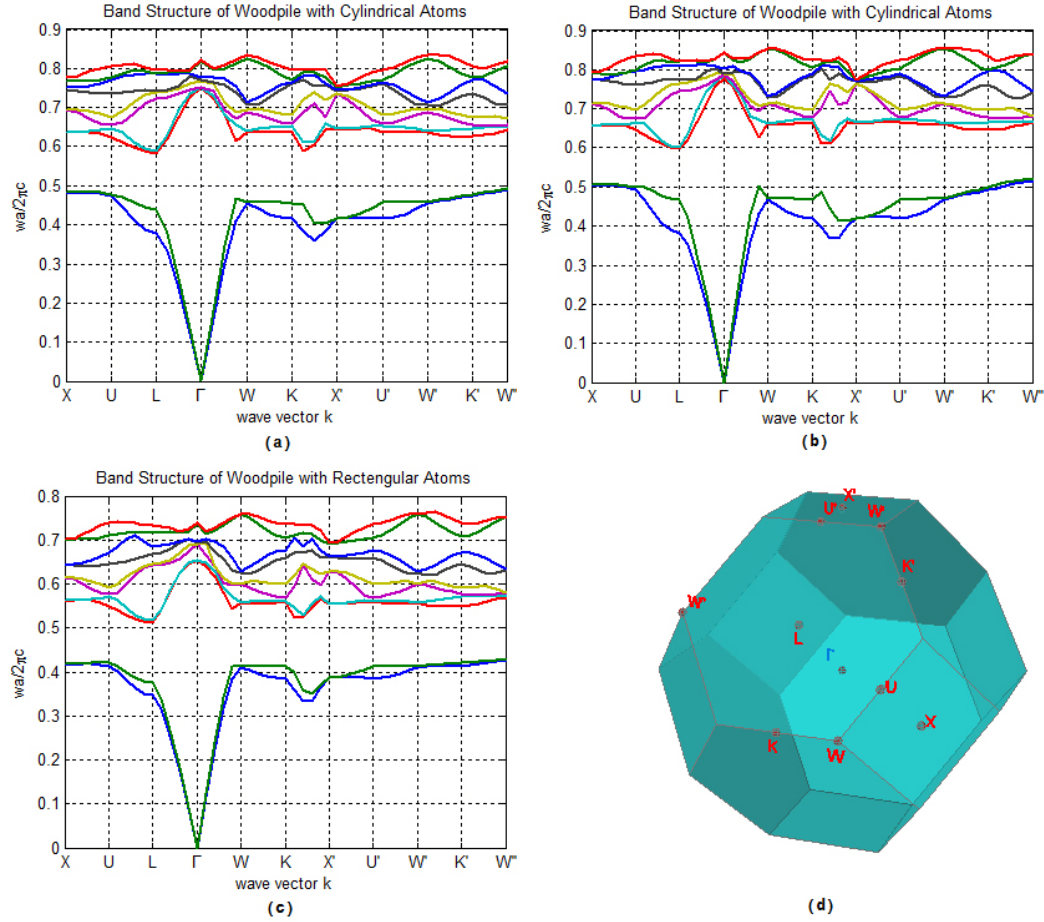 Band Structure of Woodpile with Cylindrical Atoms
0.9
0.8
0.7
0.6
0.5
0.4
0.3
0.2
0.1
0
wa/2πc
X U L Γ W K X' U' W' K' W"
wave vector k
(a)
Band Structure of Woodpile with Cylindrical Atoms
0.9
0.8
0.7
0.6
0.5
0.4
0.3
0.2
0.1
0
wa/2πc
X U L Γ W K X' U' W' K' W"
wave vector k
(b)
Band Structure of Woodpile with Rectengular Atoms
0.8
0.7
0.6
0.5
0.4
0.3
0.2
0.1
0
wa/2πc
X U L Γ W K X' U' W' K' W"
wave vector k
(c)
X'
U'
W'
K'
W"
L
Γ
U
X
K
W
(d)